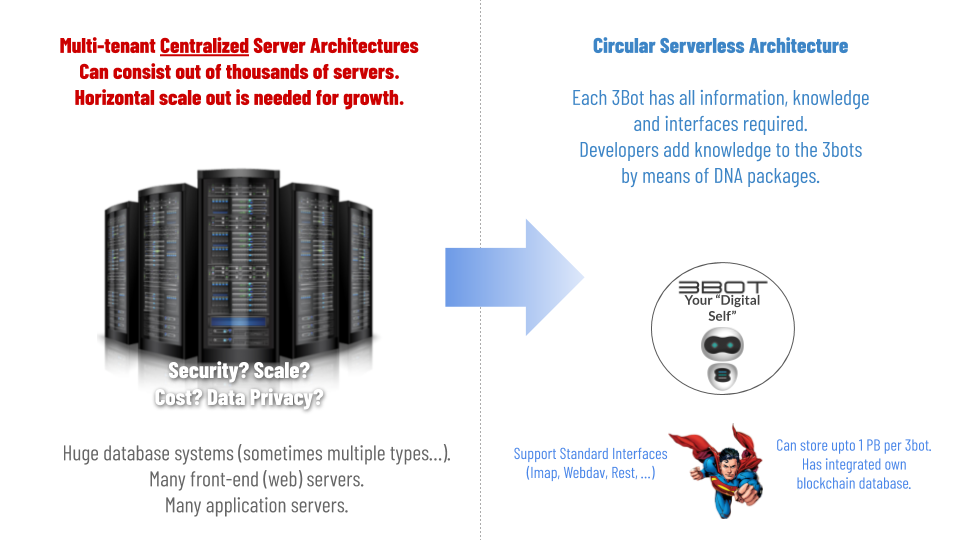 Multi-tenant Centralized Server Architectures
Can consist out of thousands of servers.
Horizontal scale out is needed for growth.
Security? Scale?
Cost? Data Privacy?
Huge database systems (sometimes multiple types...).
Many front-end (web) servers.
Many application servers.
Circular Serverless Architecture
Each 3Bot has all information, knowledge
and interfaces required.
Developers add knowledge to the 3bots
by means of DNA packages.
3BOT
Your “Digital
Self”
Support Standard Interfaces
(Imap, Webdav, Rest, ...)
Can store upto 1 PB per 3bot.
Has integrated own
blockchain database.